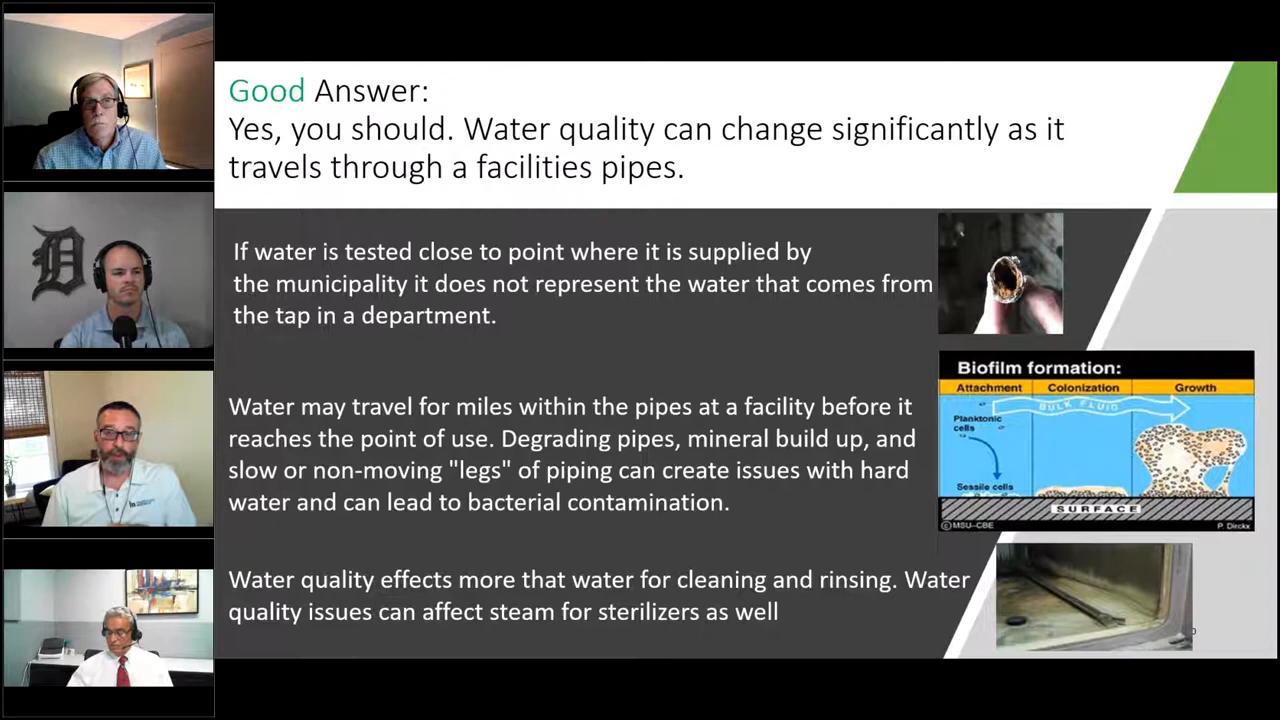 Good Answer:
Yes, you should. Water quality can change significantly as it
travels through a facilities pipes.
If water is tested close to point where it is supplied by
the municipality it does not represent the water that comes from
the tap in a department.
Water may travel for miles within the pipes at a facility before it
reaches the point of use. Degrading pipes, mineral build up, and
slow or non-moving "legs" of piping can create issues with hard
water and can lead to bacterial contamination.
Water quality effects more that water for cleaning and rinsing. Water
quality issues can affect steam for sterilizers as well
Biofilm formation:
Attachment Colonization Growth
BULK FLUID
Planktonic
cells
Sessile cells
SURFACE
©MSU-CBE P. Dirckx